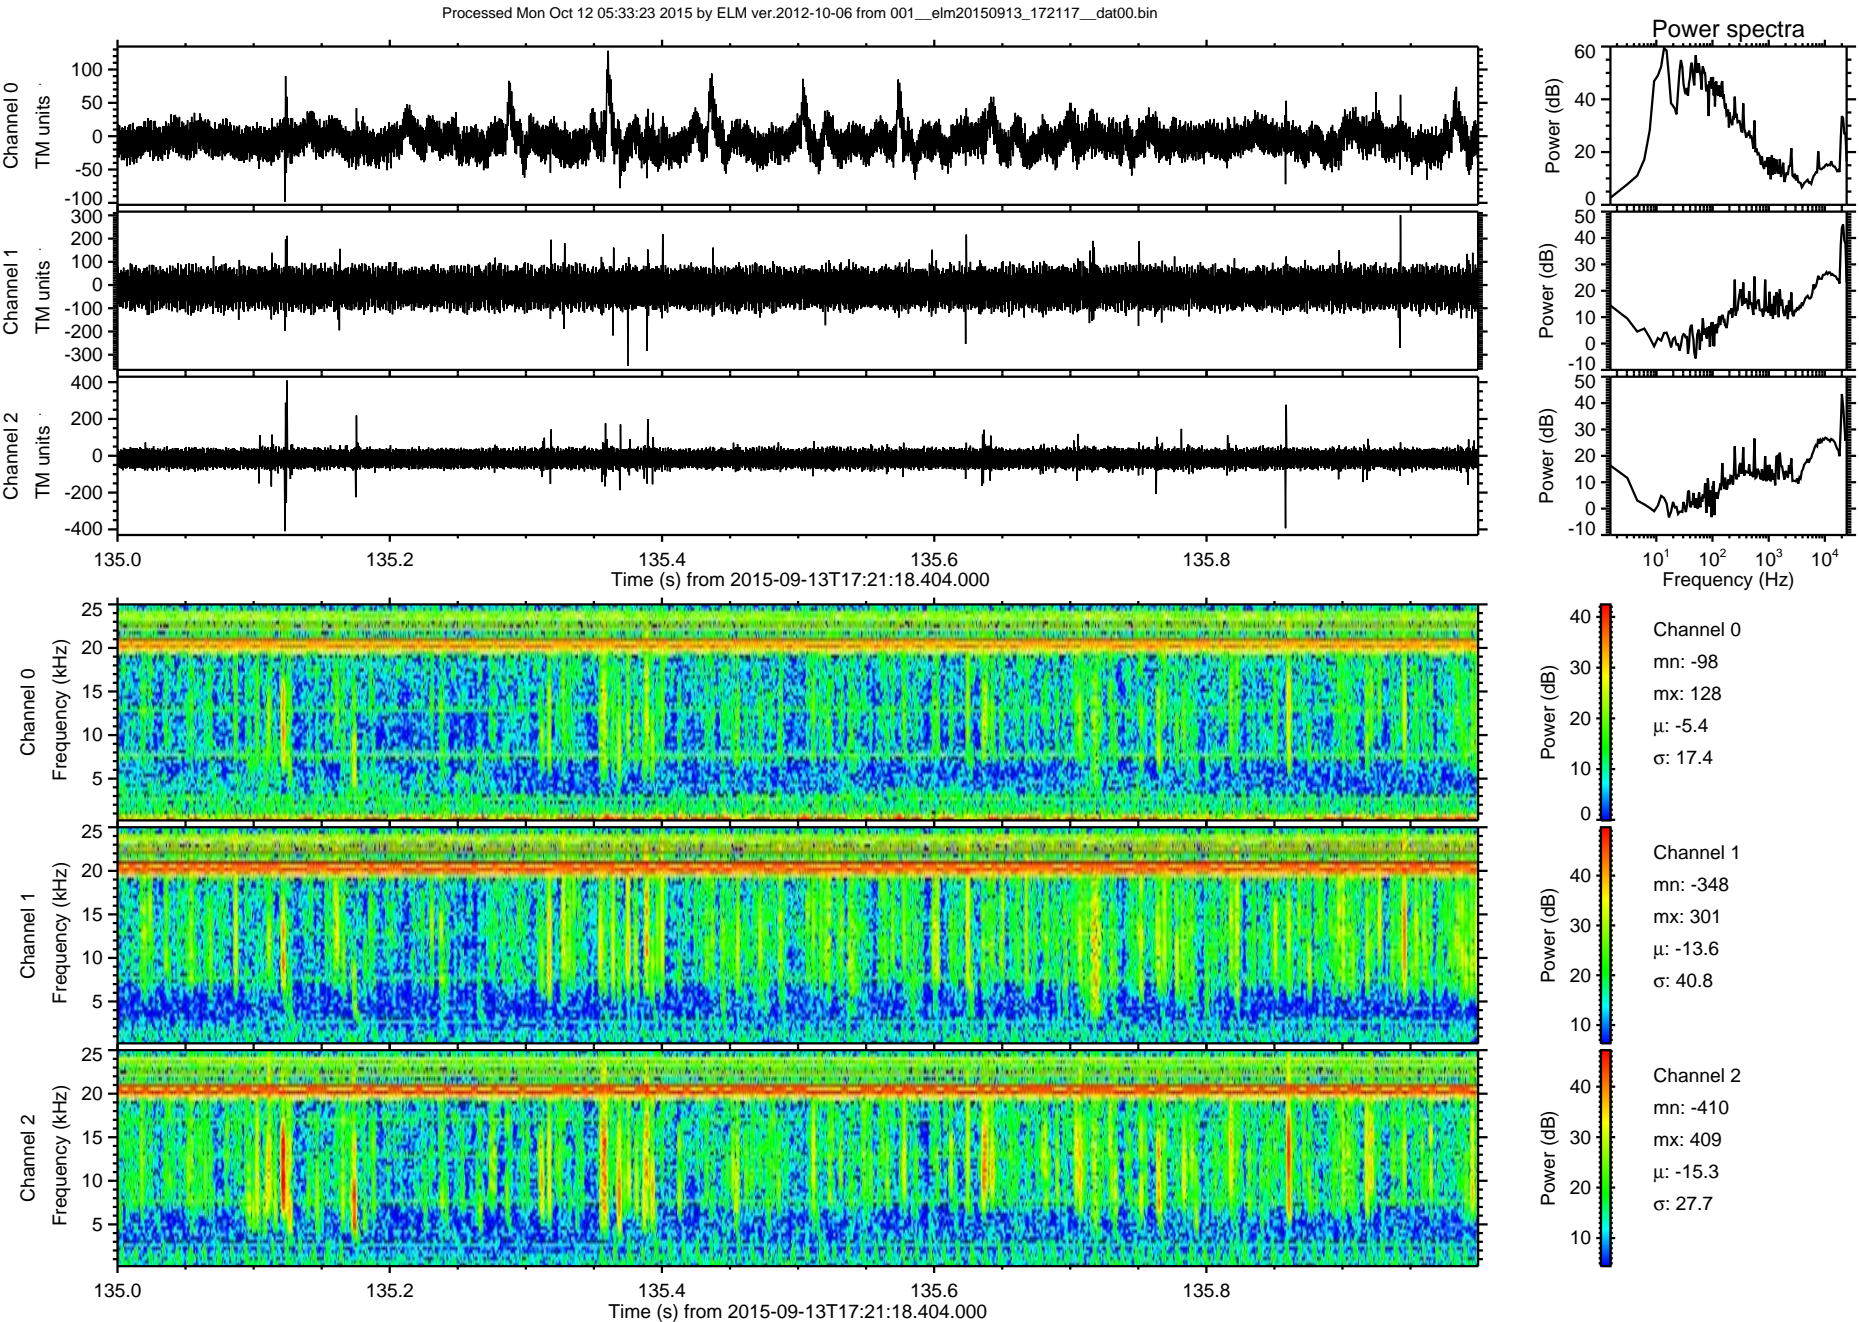 Processed Mon Oct 12 05:33:23 2015 by ELM ver.2012-10-06 from 001__elm20150913_172117__dat00.bin
Power spectra
Channel 0
TM units
100
50
0
-50
-100
Power (dB)
60
40
20
0
Channel 1
TM units
300
200
100
0
-100
-200
-300
Power (dB)
50
40
30
20
10
0
-10
Channel 2
TM units
400
200
0
-200
-400
Power (dB)
50
40
30
20
10
0
-10
135.0 135.2 135.4 135.6 135.8
Time (s) from 2015-09-13T17:21:18.404.000
10^1 10^2 10^3 10^4
Frequency (Hz)
Channel 0
Frequency (kHz)
25
20
15
10
5
Power (dB)
40
30
20
10
0
Channel 0
mn: -98
mx: 128
μ: -5.4
σ: 17.4
Channel 1
Frequency (kHz)
25
20
15
10
5
Power (dB)
40
30
20
10
Channel 1
mn: -348
mx: 301
μ: -13.6
σ: 40.8
Channel 2
Frequency (kHz)
25
20
15
10
5
Power (dB)
40
30
20
10
Channel 2
mn: -410
mx: 409
μ: -15.3
σ: 27.7
135.0 135.2 135.4 135.6 135.8
Time (s) from 2015-09-13T17:21:18.404.000